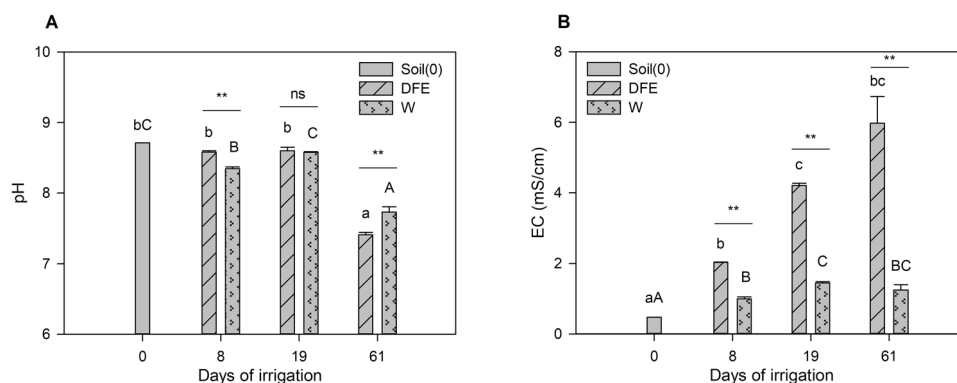 A
10
9
8
7
6
pH
Soil(0)
DFE
W
bC
**
b
B
ns
b
C
**
a
A
0
8
19
61
Days of irrigation
B
8
6
4
2
0
EC (mS/cm)
Soil(0)
DFE
W
aA
**
b
B
**
c
C
**
bc
BC
0
8
19
61
Days of irrigation